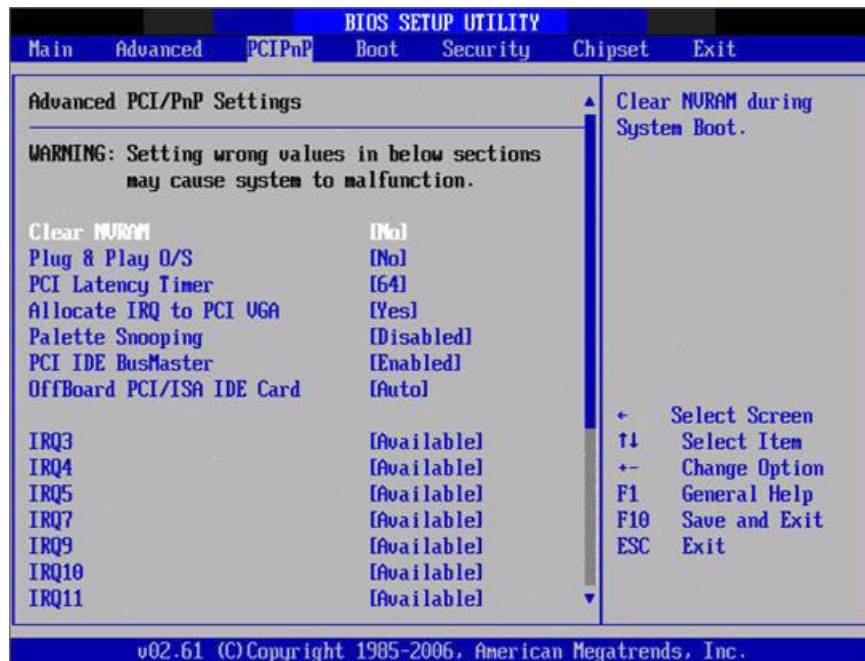 BIOS SETUP UTILITY
Main Advanced PCIPnP Boot Security Chipset Exit
Advanced PCI/PnP Settings
WARNING: Setting wrong values in below sections
may cause system to malfunction.
Clear NVRAM [No]
Plug & Play O/S [No]
PCI Latency Timer [64]
Allocate IRQ to PCI VGA [Yes]
Palette Snooping [Disabled]
PCI IDE BusMaster [Enabled]
OffBoard PCI/ISA IDE Card [Auto]
IRQ3 [Available]
IRQ4 [Available]
IRQ5 [Available]
IRQ7 [Available]
IRQ9 [Available]
IRQ10 [Available]
IRQ11 [Available]
Clear NVRAM during
System Boot.
← Select Screen
↑↓ Select Item
+- Change Option
F1 General Help
F10 Save and Exit
ESC Exit
v02.61 (C)Copyright 1985-2006, American Megatrends, Inc.